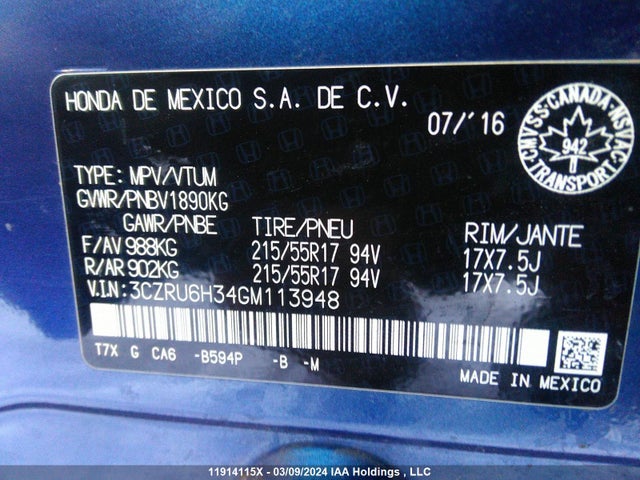 HONDA DE MEXICO S.A. DE C.V.
07/'16
CMVSS-CANADA-NSVAC
942
TRANSPORT
TYPE: MPV/VTUM
GVWR/PNBV1890KG
GAWR/PNBE TIRE/PNEU RIM/JANTE
F/AV 988KG 215/55R17 94V 17X7.5J
R/AR 902KG 215/55R17 94V 17X7.5J
V.IN: 3CZRU6H34GM113948
T7X G CA6 -B594P -B -M
MADE IN MEXICO
11914115X - 03/09/2024 IAA Holdings , LLC